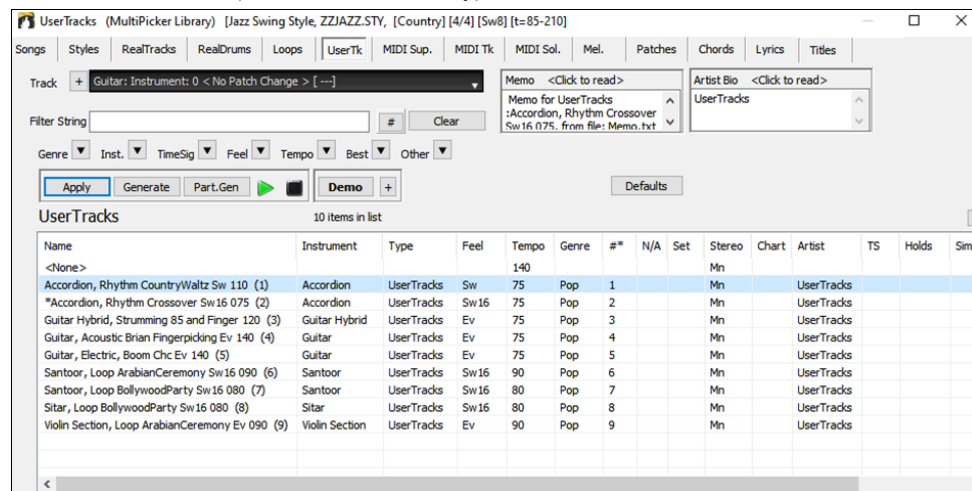 UserTracks (MultiPicker Library) [Jazz Swing Style, ZZJAZZ.STY, [Country] [4/4] [Sw8] [t=85-210]
Songs Styles RealTracks RealDrums Loops UserTk MIDI Sup. MIDI Tk MIDI Sol. Mel. Patches Chords Lyrics Titles
Track + Guitar: Instrument: 0 < No Patch Change > [ ---]
Memo <Click to read>
Memo for UserTracks
:Accordion, Rhythm Crossover
Sw16 075, from file: Memo.txt
Artist Bio <Click to read>
UserTracks
Filter String # Clear
Genre Inst. TimeSig Feel Tempo Best Other
Apply Generate Part.Gen Demo + Defaults
UserTracks 10 items in list
Name Instrument Type Feel Tempo Genre #* N/A Set Stereo Chart Artist TS Holds Sim
<None> 140 Mn
Accordion, Rhythm CountryWaltz Sw 110 (1) Accordion UserTracks Sw 75 Pop 1 Mn UserTracks
*Accordion, Rhythm Crossover Sw16 075 (2) Accordion UserTracks Sw16 75 Pop 2 Mn UserTracks
Guitar Hybrid, Strumming 85 and Finger 120 (3) Guitar Hybrid UserTracks Ev 75 Pop 3 Mn UserTracks
Guitar, Acoustic Brian Fingerpicking Ev 140 (4) Guitar UserTracks Ev 75 Pop 4 Mn UserTracks
Guitar, Electric, Boom Chc Ev 140 (5) Guitar UserTracks Ev 75 Pop 5 Mn UserTracks
Santoor, Loop ArabianCeremony Sw16 090 (6) Santoor UserTracks Sw16 90 Pop 6 Mn UserTracks
Santoor, Loop BollywoodParty Sw16 080 (7) Santoor UserTracks Sw16 80 Pop 7 Mn UserTracks
Sitar, Loop BollywoodParty Sw16 080 (8) Sitar UserTracks Sw16 80 Pop 8 Mn UserTracks
Violin Section, Loop ArabianCeremony Ev 090 (9) Violin Section UserTracks Ev 90 Pop 9 Mn UserTracks